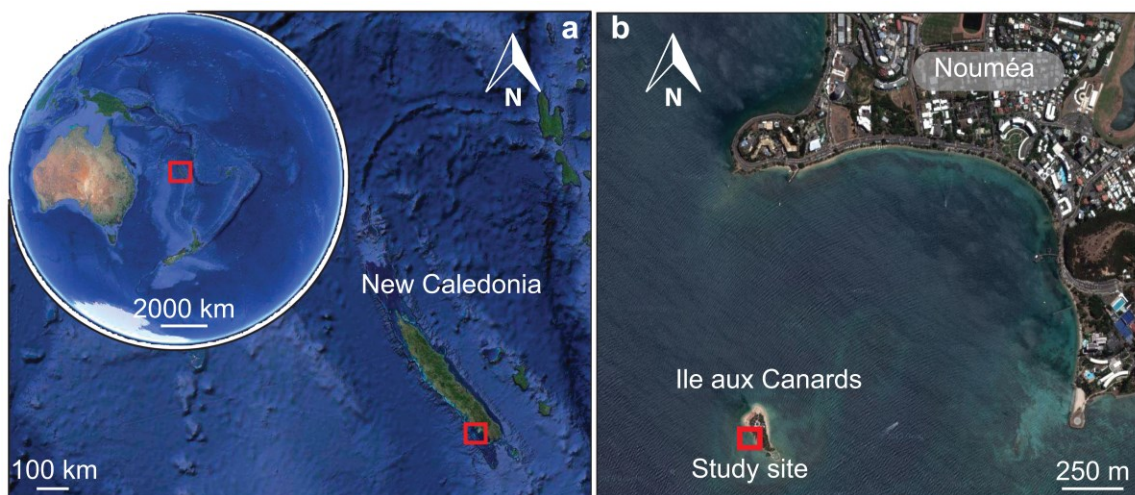 a
N
2000 km
New Caledonia
100 km
b
N
Nouméa
Ile aux Canards
Study site
250 m